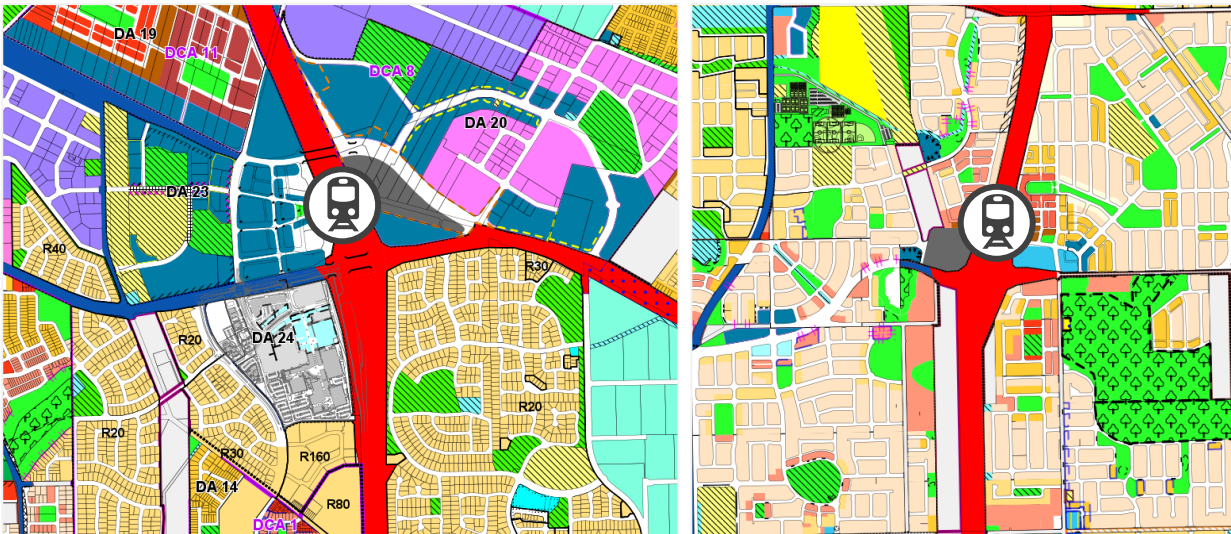 DA 19
DCA 11
DCA 8
DA 20
DA 23
R40
R30
DA 24
R20
R20
R20
R30
R160
DA 14
R80
DCA 1